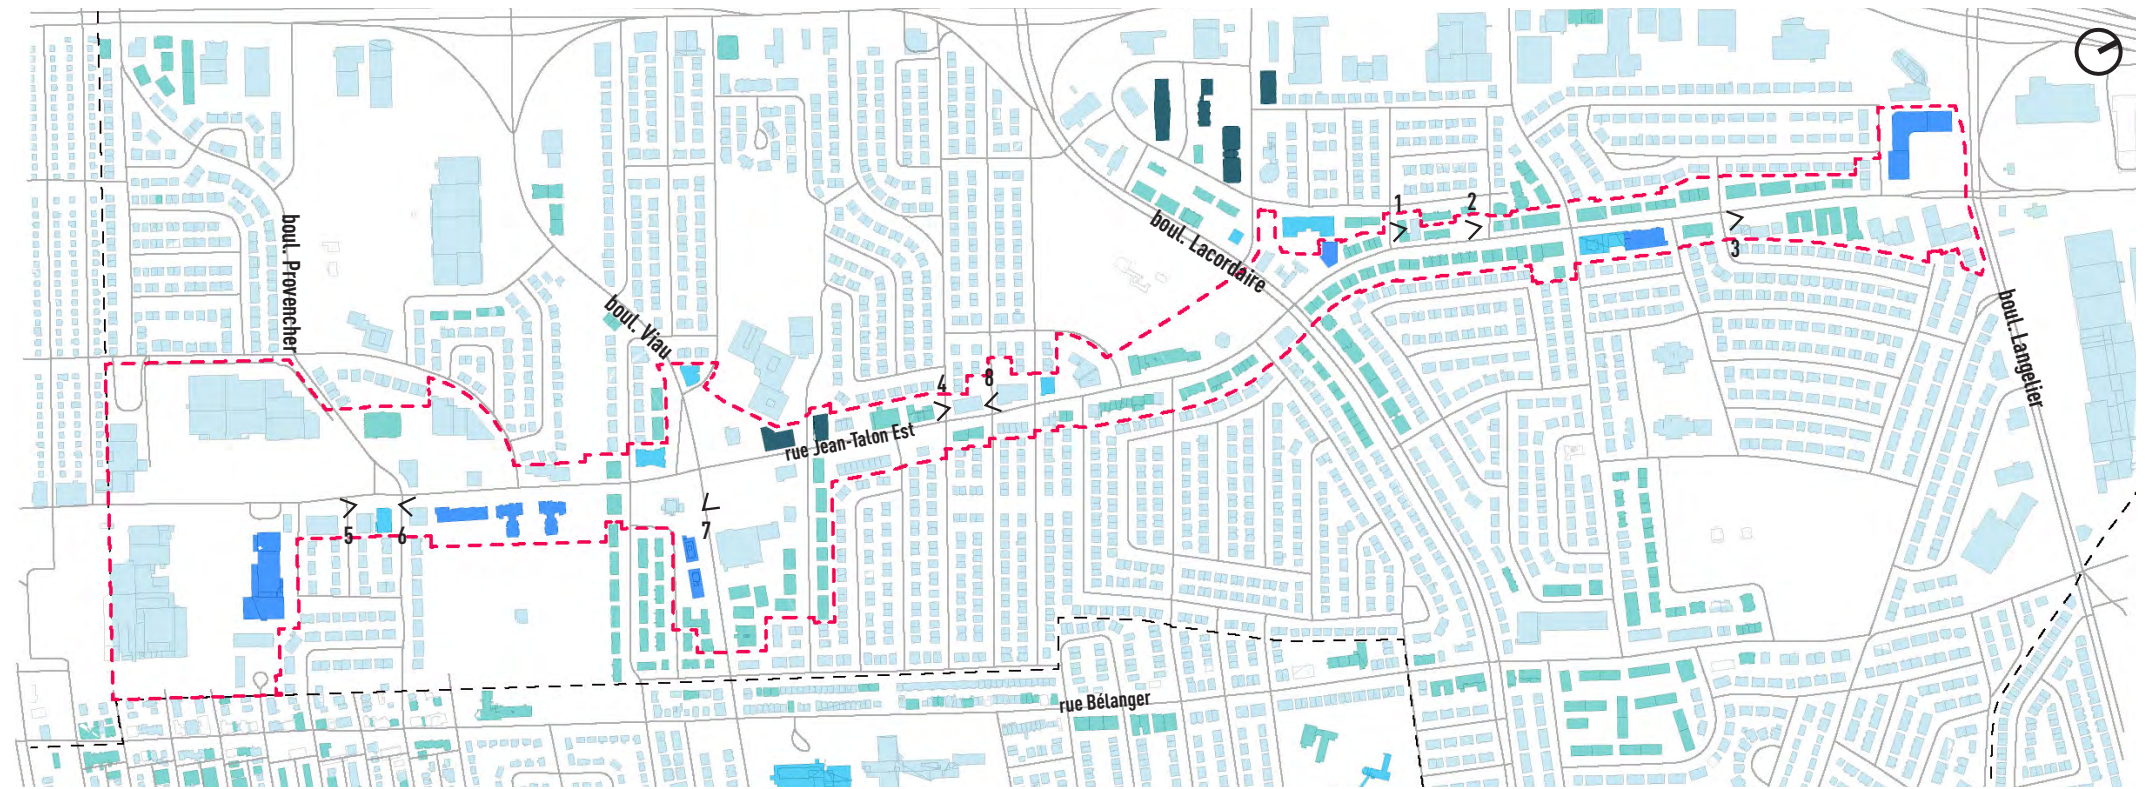 1
2
3
boul. Provencher
boul. Lacordaire
boul. Viau
boul. Langelier
4
8
rue Jean-Talon Est
5
6
7
rue Bélanger